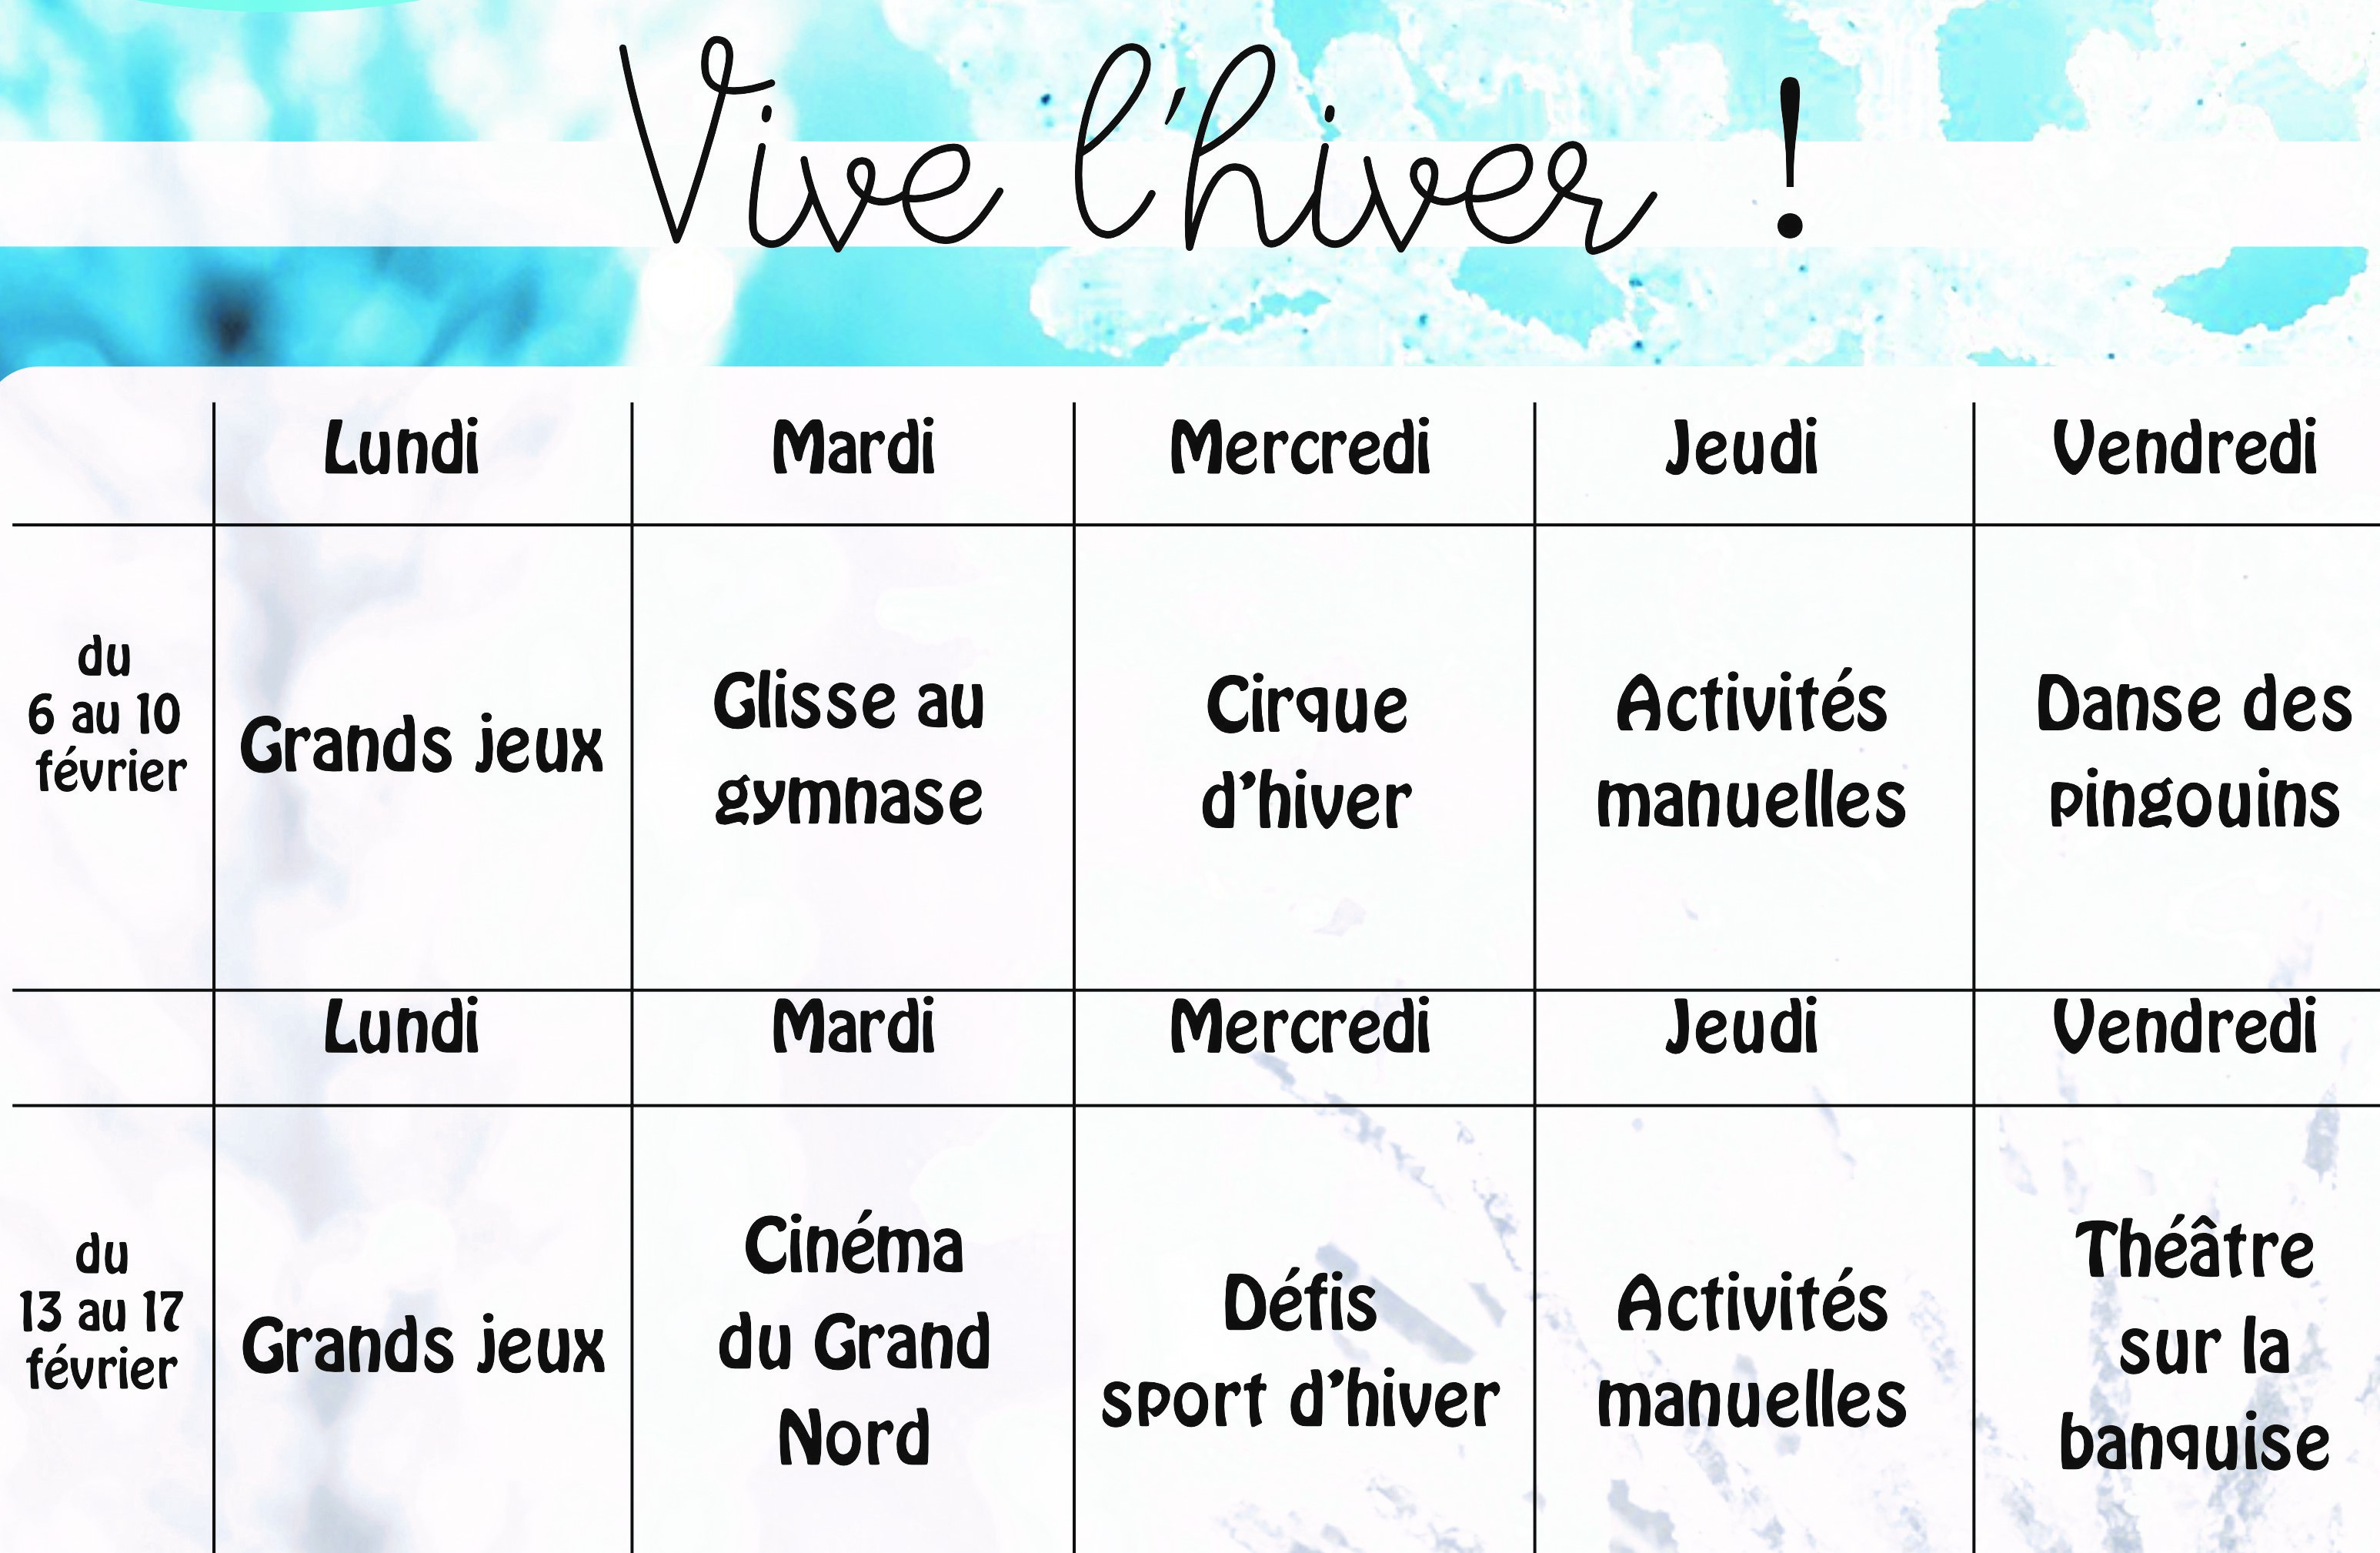 Vive l'hiver !
Lundi Mardi Mercredi Jeudi Vendredi
du
6 au 10
février
Grands jeux
Glisse au
gymnase
Cirque
d'hiver
Activités
manuelles
Danse des
pingouins
Lundi Mardi Mercredi Jeudi Vendredi
du
13 au 17
février
Grands jeux
Cinéma
du Grand
Nord
Défis
sport d'hiver
Activités
manuelles
Théâtre
sur la
banquise